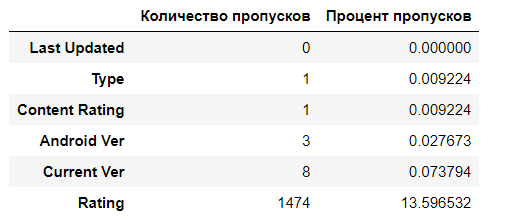 Количество пропусков Процент пропусков
Last Updated 0 0.000000
Type 1 0.009224
Content Rating 1 0.009224
Android Ver 3 0.027673
Current Ver 8 0.073794
Rating 1474 13.596532